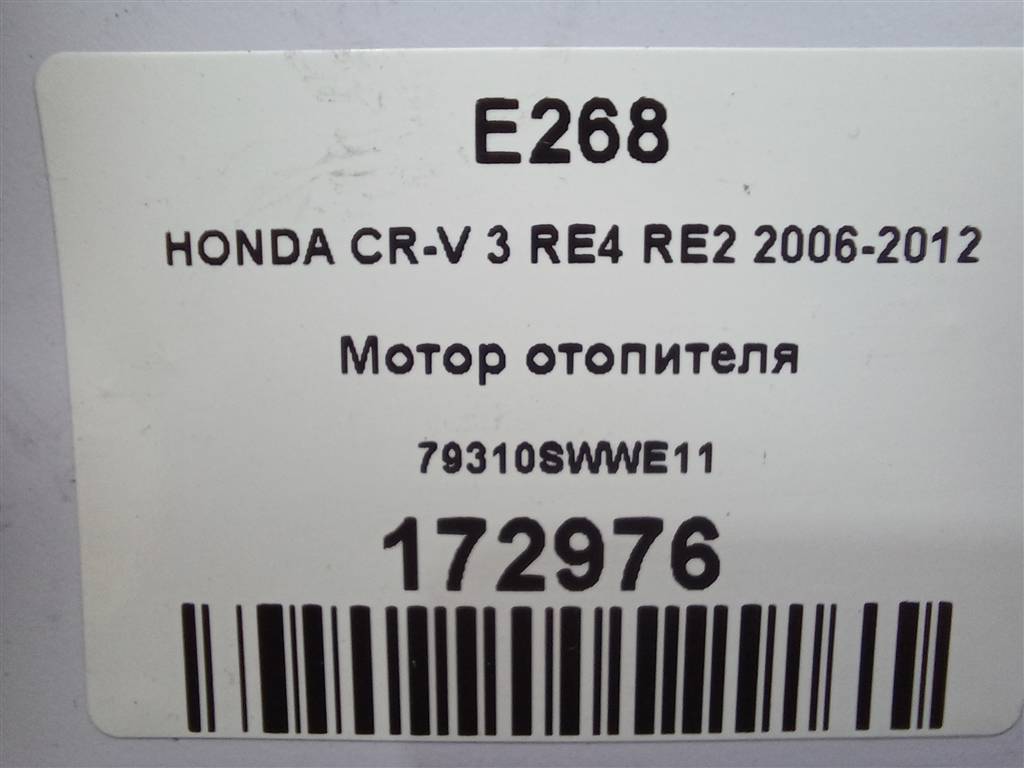 E268
HONDA CR-V 3 RE4 RE2 2006-2012
Мотор отопителя
79310SWWE11
172976